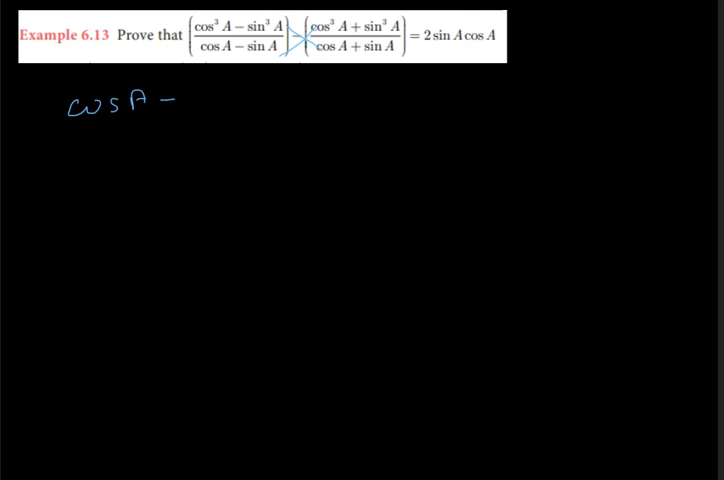 Example 6.13 Prove that (cos³ A − sin³ A / cos A − sin A) − (cos³ A + sin³ A / cos A + sin A) = 2 sin A cos A
cos A −